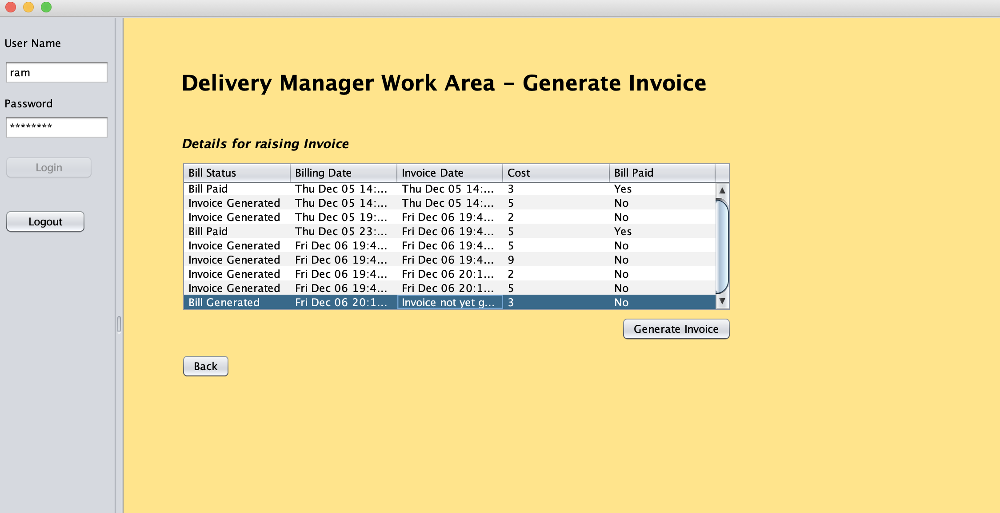 User Name
ram
Password
********
Login
Logout
Delivery Manager Work Area - Generate Invoice
Details for raising Invoice
Bill Status Billing Date Invoice Date Cost Bill Paid
Bill Paid Thu Dec 05 14:... Thu Dec 05 14:... 3 Yes
Invoice Generated Thu Dec 05 14:... Thu Dec 05 14:... 5 No
Invoice Generated Thu Dec 05 19:... Fri Dec 06 19:4... 2 No
Bill Paid Thu Dec 05 23:... Fri Dec 06 19:4... 5 Yes
Invoice Generated Fri Dec 06 19:4... Fri Dec 06 19:4... 5 No
Invoice Generated Fri Dec 06 19:4... Fri Dec 06 19:4... 9 No
Invoice Generated Fri Dec 06 19:4... Fri Dec 06 20:1... 2 No
Invoice Generated Fri Dec 06 19:4... Fri Dec 06 20:1... 5 No
Bill Generated Fri Dec 06 20:1... Invoice not yet g... 3 No
Generate Invoice
Back